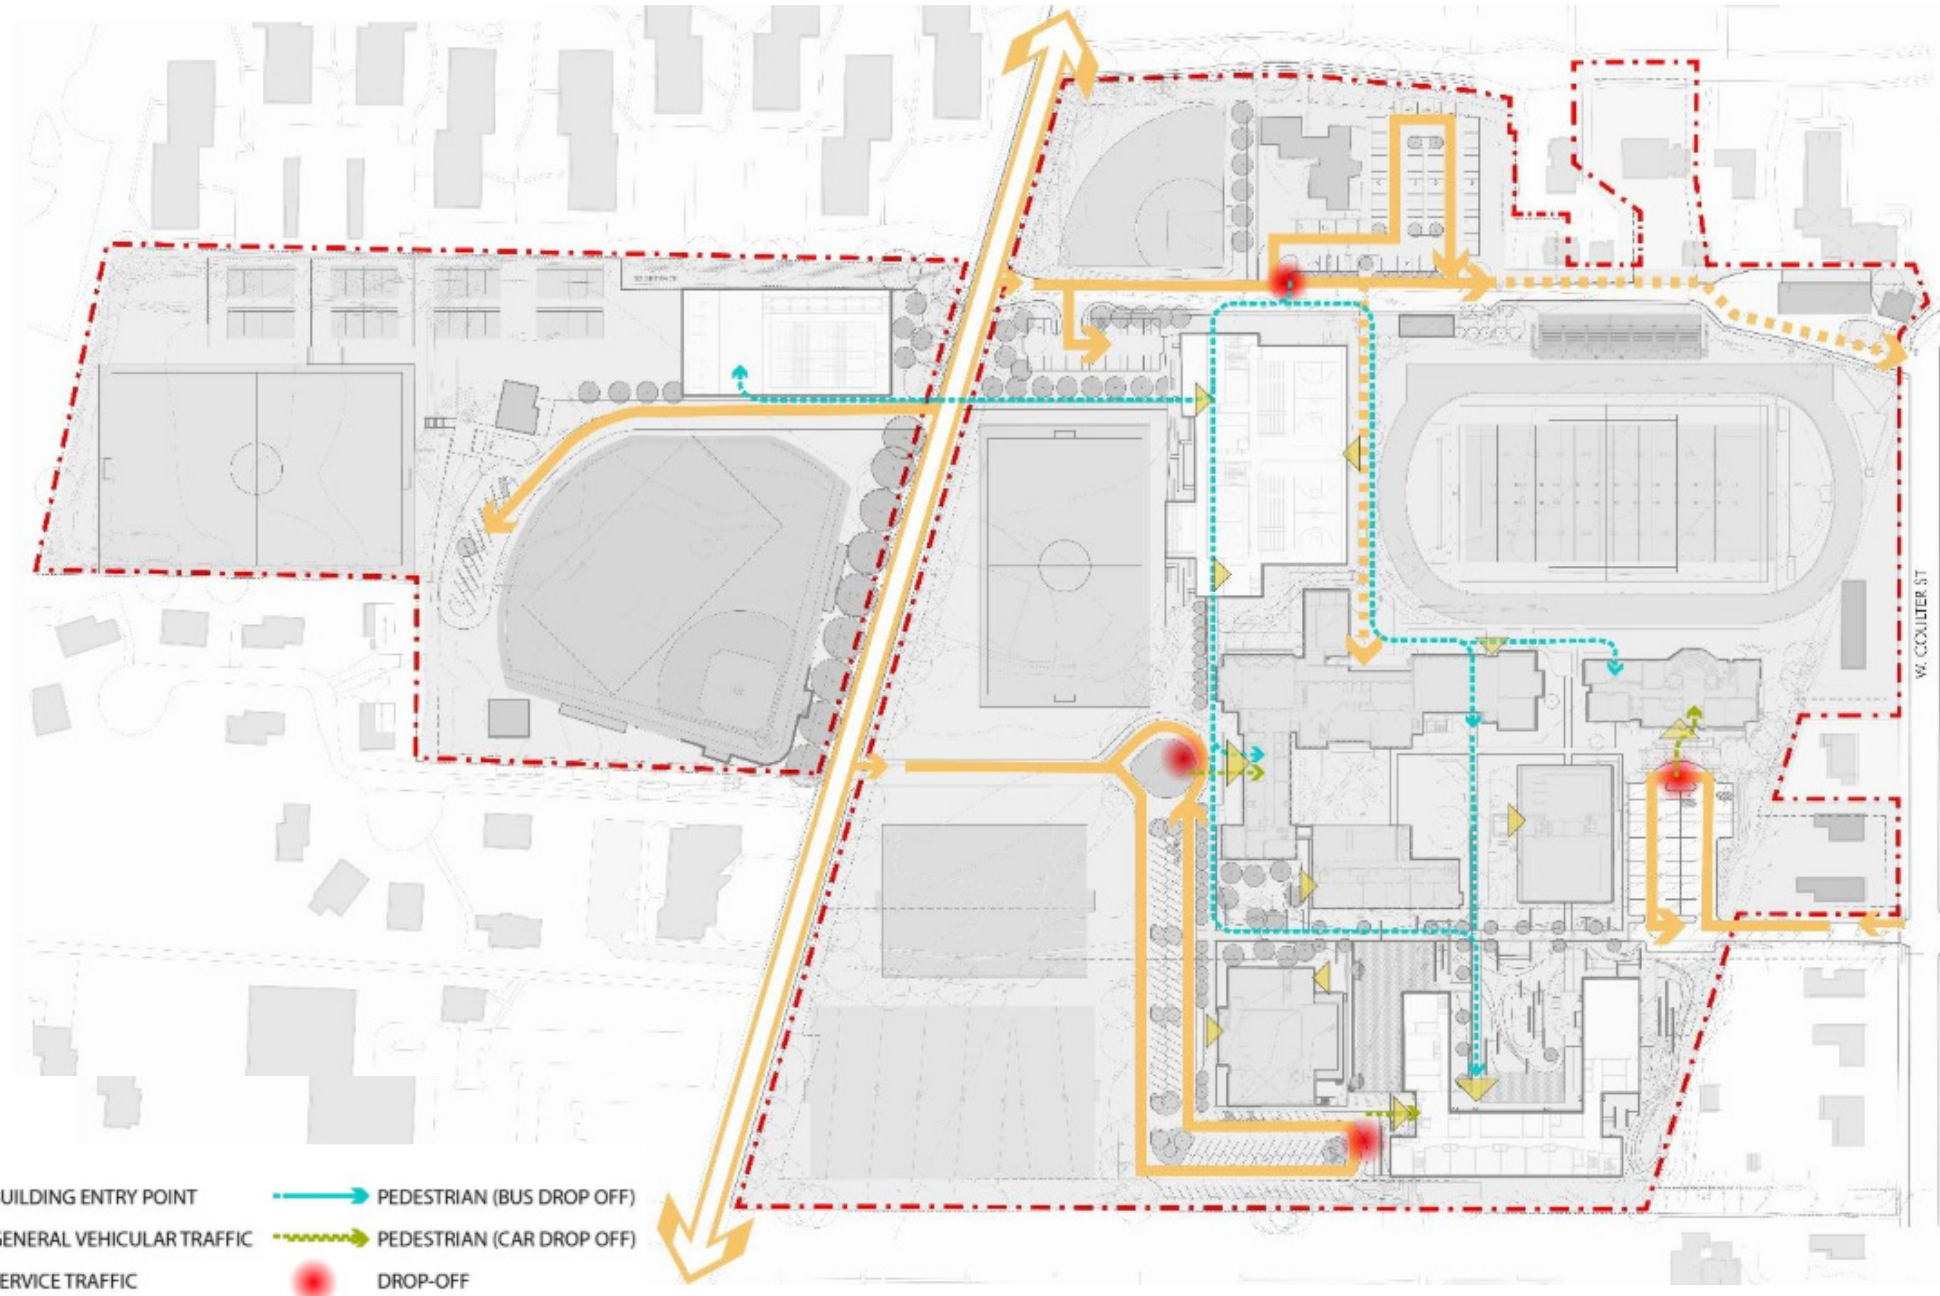 W. COULTER ST
UILDING ENTRY POINT
PEDESTRIAN (BUS DROP OFF)
GENERAL VEHICULAR TRAFFIC
PEDESTRIAN (CAR DROP OFF)
ERVICE TRAFFIC
DROP-OFF